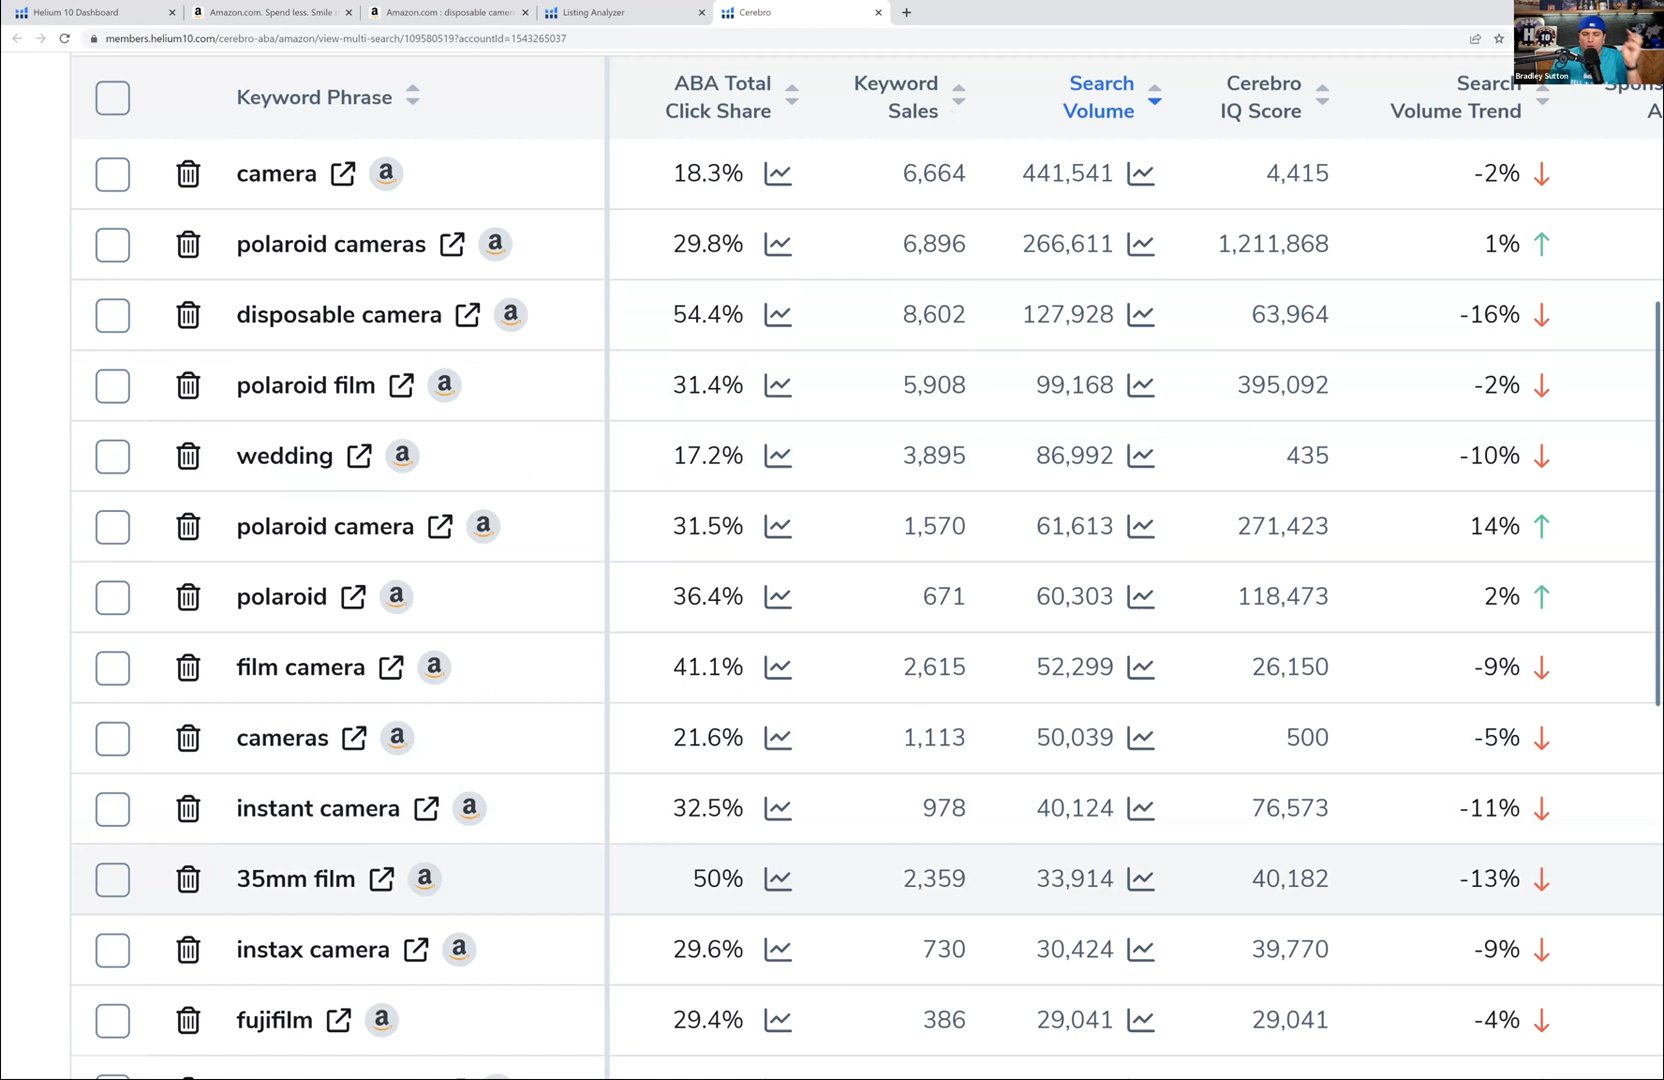 Helium 10 Dashboard
Amazon.com. Spend less. Smile
Amazon.com : disposable camer
Listing Analyzer
Cerebro
members.helium10.com/cerebro-aba/amazon/view-multi-search/109580519?accountId=1543265037
H 10
Bradley Sutton
Keyword Phrase
ABA Total Click Share
Keyword Sales
Search Volume
Cerebro IQ Score
Search Volume Trend
camera a 18.3% 6,664 441,541 4,415 -2%
polaroid cameras a 29.8% 6,896 266,611 1,211,868 1%
disposable camera a 54.4% 8,602 127,928 63,964 -16%
polaroid film a 31.4% 5,908 99,168 395,092 -2%
wedding a 17.2% 3,895 86,992 435 -10%
polaroid camera a 31.5% 1,570 61,613 271,423 14%
polaroid a 36.4% 671 60,303 118,473 2%
film camera a 41.1% 2,615 52,299 26,150 -9%
cameras a 21.6% 1,113 50,039 500 -5%
instant camera a 32.5% 978 40,124 76,573 -11%
35mm film a 50% 2,359 33,914 40,182 -13%
instax camera a 29.6% 730 30,424 39,770 -9%
fujifilm a 29.4% 386 29,041 29,041 -4%